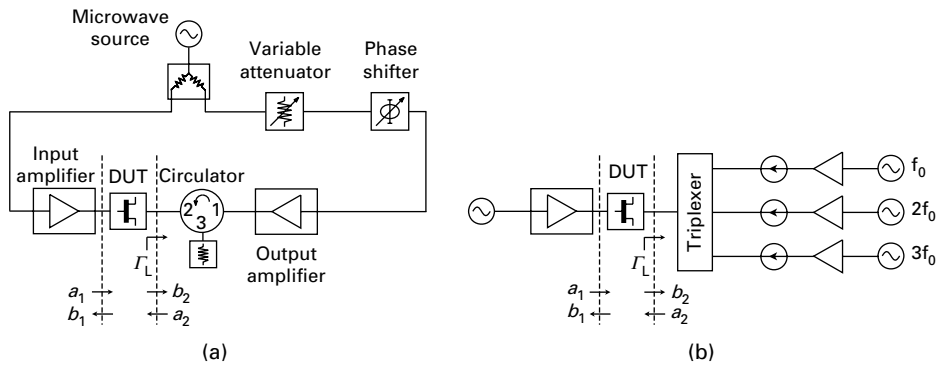 Microwave
source
Variable
attenuator
Phase
shifter
Φ
Input
amplifier
DUT
Circulator
2 1
3
Γ_L
Output
amplifier
a_1
b_1
b_2
a_2
(a)
DUT
Triplexer
f_0
2f_0
3f_0
Γ_L
a_1
b_1
b_2
a_2
(b)